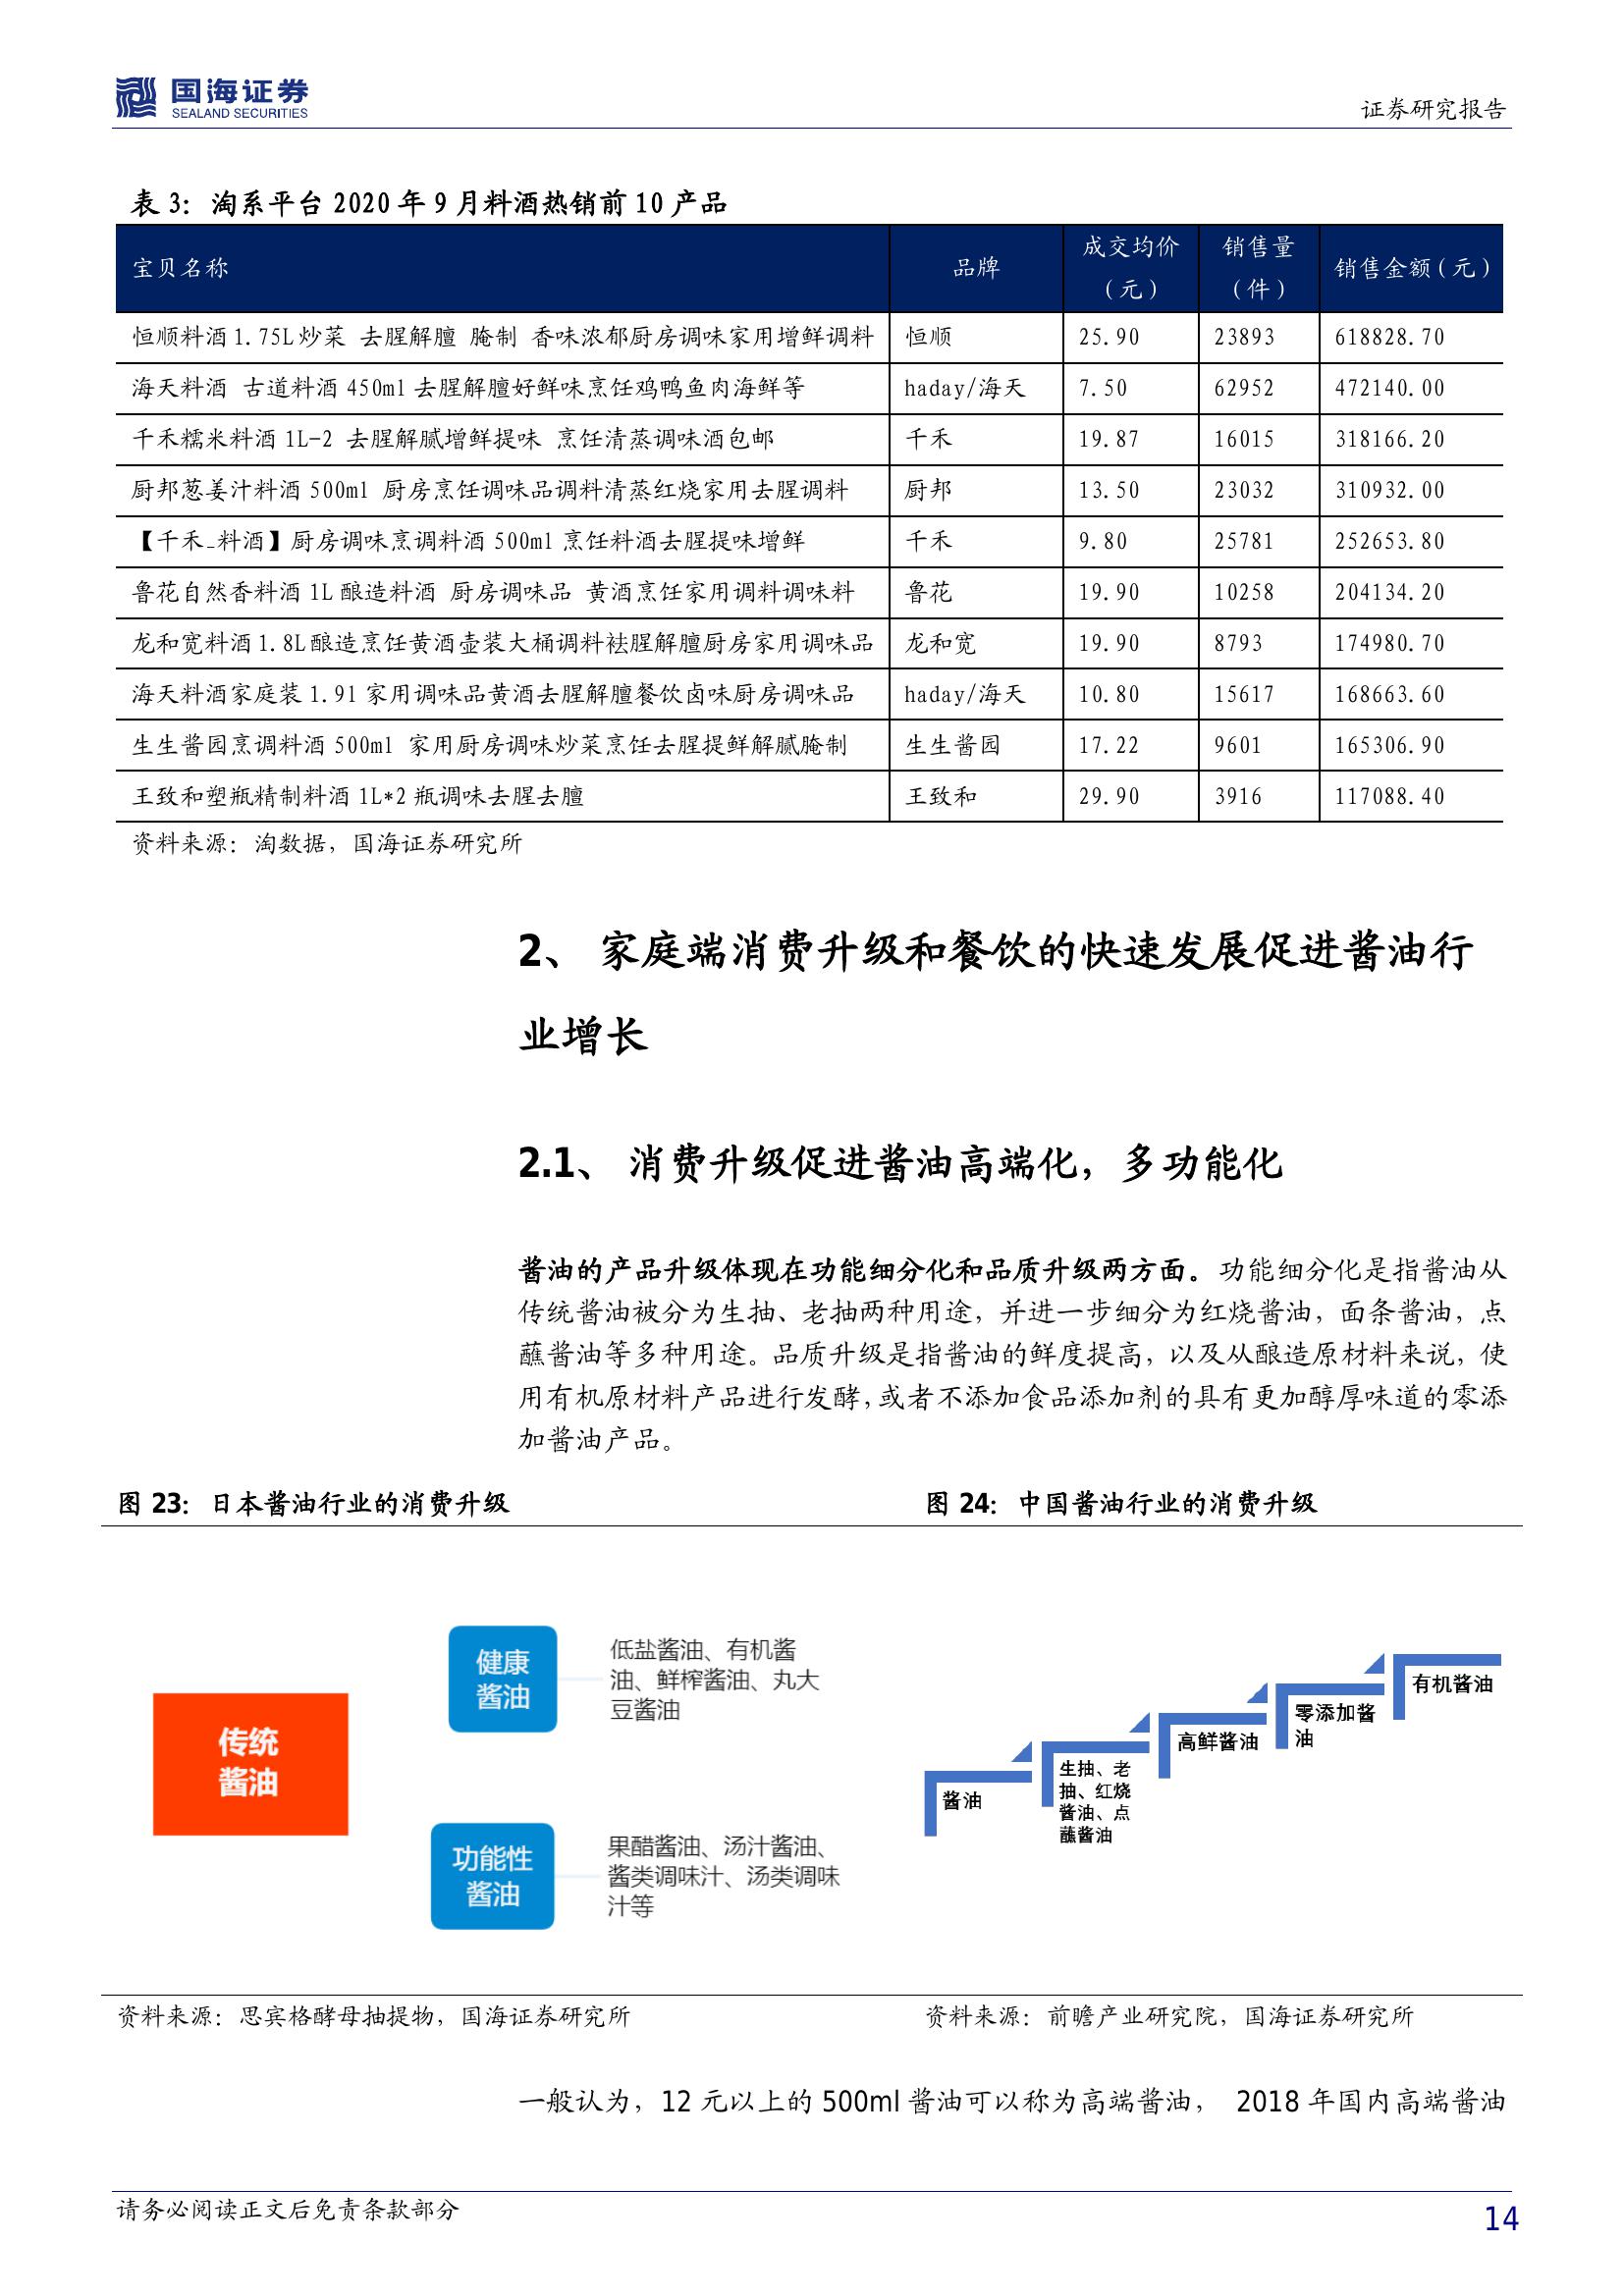 国海证券
SEALAND SECURITIES
证券研究报告
表 3：淘系平台 2020 年 9 月料酒热销前 10 产品
宝贝名称 品牌 成交均价（元） 销售量（件） 销售金额（元）
恒顺料酒 1.75L 炒菜 去腥解膻 腌制 香味浓郁厨房调味家用增鲜调料 恒顺 25.90 23893 618828.70
海天料酒 古道料酒 450ml 去腥解膻好鲜味烹饪鸡鸭鱼肉海鲜等 haday/海天 7.50 62952 472140.00
千禾糯米料酒 1L-2 去腥解腻增鲜提味 烹饪清蒸调味酒包邮 千禾 19.87 16015 318166.20
厨邦葱姜汁料酒 500ml 厨房烹饪调味品调料清蒸红烧家用去腥调料 厨邦 13.50 23032 310932.00
【千禾_料酒】厨房调味烹调料酒 500ml 烹饪料酒去腥提味增鲜 千禾 9.80 25781 252653.80
鲁花自然香料酒 1L 酿造料酒 厨房调味品 黄酒烹饪家用调料调味料 鲁花 19.90 10258 204134.20
龙和宽料酒 1.8L 酿造烹饪黄酒壶装大桶调料祛腥解膻厨房家用调味品 龙和宽 19.90 8793 174980.70
海天料酒家庭装 1.9l 家用调味品黄酒去腥解膻餐饮卤味厨房调味品 haday/海天 10.80 15617 168663.60
生生酱园烹调料酒 500ml 家用厨房调味炒菜烹饪去腥提鲜解腻腌制 生生酱园 17.22 9601 165306.90
王致和塑瓶精制料酒 1L*2 瓶调味去腥去膻 王致和 29.90 3916 117088.40
资料来源：淘数据，国海证券研究所
2、 家庭端消费升级和餐饮的快速发展促进酱油行
业增长
2.1、 消费升级促进酱油高端化，多功能化
酱油的产品升级体现在功能细分化和品质升级两方面。功能细分化是指酱油从
传统酱油被分为生抽、老抽两种用途，并进一步细分为红烧酱油，面条酱油，点
蘸酱油等多种用途。品质升级是指酱油的鲜度提高，以及从酿造原材料来说，使
用有机原材料产品进行发酵，或者不添加食品添加剂的具有更加醇厚味道的零添
加酱油产品。
图 23：日本酱油行业的消费升级
传统
酱油
健康
酱油
低盐酱油、有机酱
油、鲜榨酱油、丸大
豆酱油
功能性
酱油
果醋酱油、汤汁酱油、
酱类调味汁、汤类调味
汁等
资料来源：思宾格酵母抽提物，国海证券研究所
图 24：中国酱油行业的消费升级
酱油
生抽、老
抽、红烧
酱油、点
蘸酱油
高鲜酱油
零添加酱
油
有机酱油
资料来源：前瞻产业研究院，国海证券研究所
一般认为，12 元以上的 500ml 酱油可以称为高端酱油， 2018 年国内高端酱油
请务必阅读正文后免责条款部分
14